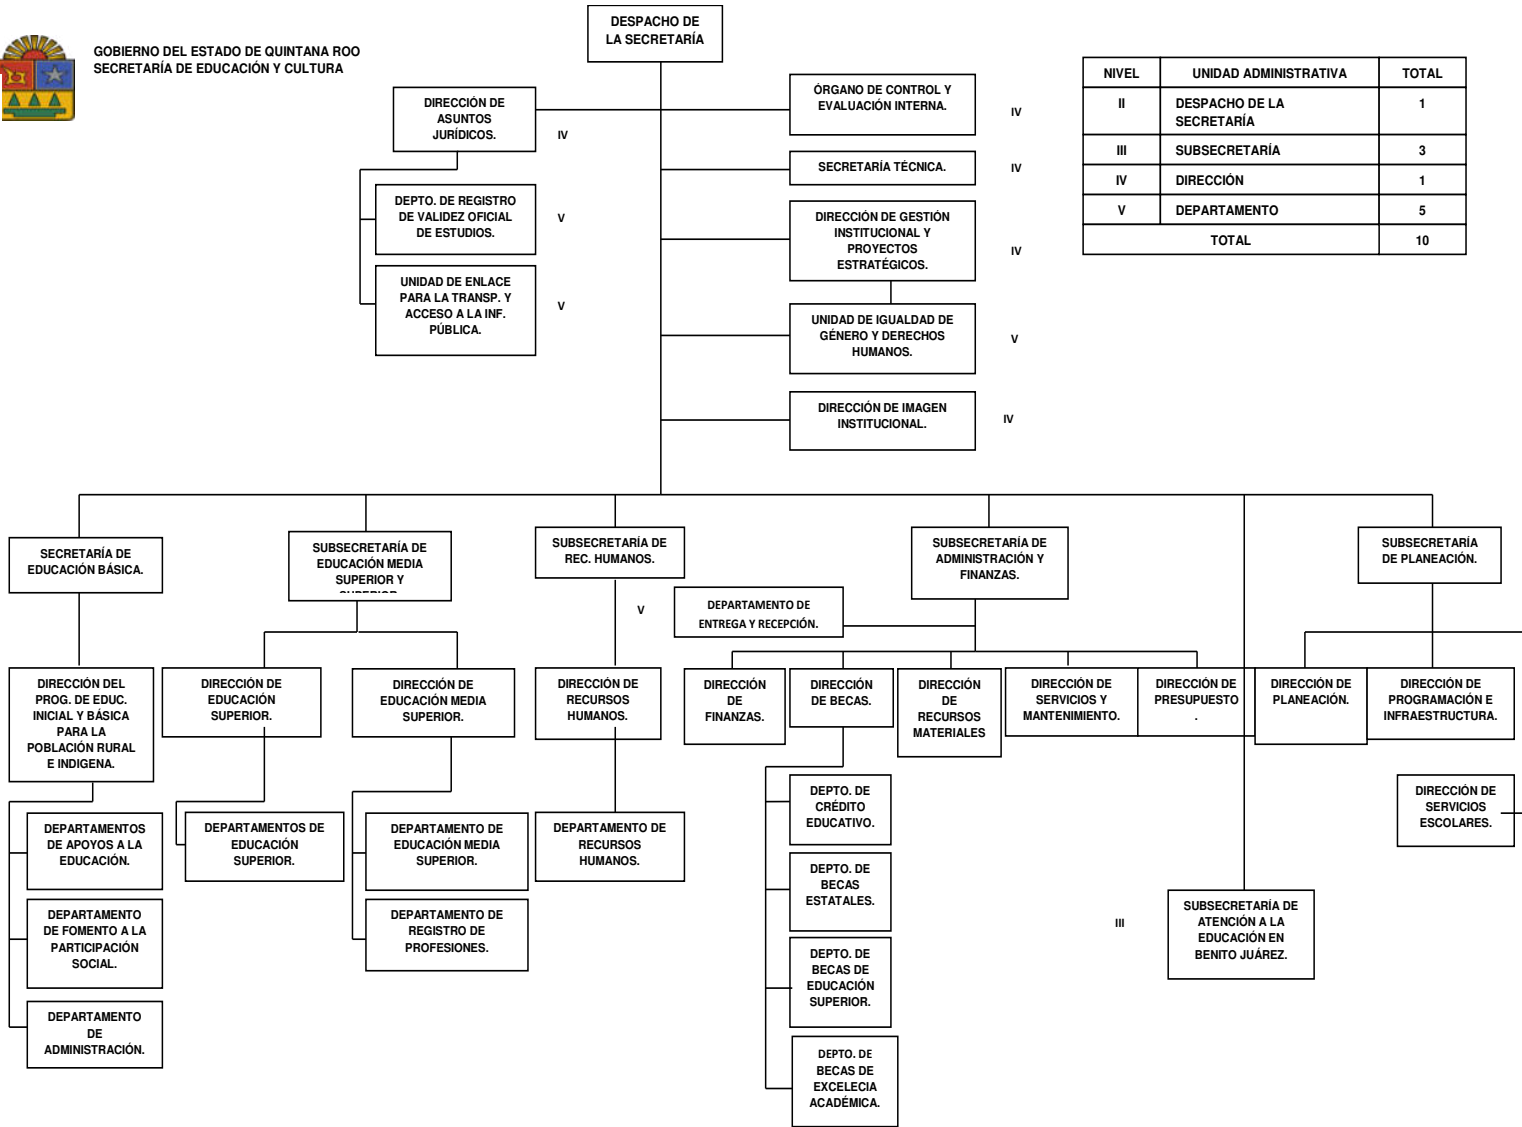 DESPACHO DE
LA SECRETARÍA
GOBIERNO DEL ESTADO DE QUINTANA ROO
SECRETARÍA DE EDUCACIÓN Y CULTURA
NIVEL UNIDAD ADMINISTRATIVA TOTAL
II DESPACHO DE LA SECRETARÍA 1
III SUBSECRETARÍA 3
IV DIRECCIÓN 1
V DEPARTAMENTO 5
TOTAL 10
DIRECCIÓN DE
ASUNTOS
JURÍDICOS.
IV
DEPTO. DE REGISTRO
DE VALIDEZ OFICIAL
DE ESTUDIOS.
V
UNIDAD DE ENLACE
PARA LA TRANSP. Y
ACCESO A LA INF.
PÚBLICA.
V
ÓRGANO DE CONTROL Y
EVALUACIÓN INTERNA.
IV
SECRETARÍA TÉCNICA.
IV
DIRECCIÓN DE GESTIÓN
INSTITUCIONAL Y
PROYECTOS
ESTRATÉGICOS.
IV
UNIDAD DE IGUALDAD DE
GÉNERO Y DERECHOS
HUMANOS.
V
DIRECCIÓN DE IMAGEN
INSTITUCIONAL.
IV
SECRETARÍA DE
EDUCACIÓN BÁSICA.
SUBSECRETARÍA DE
EDUCACIÓN MEDIA
SUPERIOR Y
SUBSECRETARÍA DE
REC. HUMANOS.
SUBSECRETARÍA DE
ADMINISTRACIÓN Y
FINANZAS.
SUBSECRETARÍA
DE PLANEACIÓN.
V
DEPARTAMENTO DE
ENTREGA Y RECEPCIÓN.
DIRECCIÓN DEL
PROG. DE EDUC.
INICIAL Y BÁSICA
PARA LA
POBLACIÓN RURAL
E INDIGENA.
DIRECCIÓN DE
EDUCACIÓN
SUPERIOR.
DIRECCIÓN DE
EDUCACIÓN MEDIA
SUPERIOR.
DIRECCIÓN DE
RECURSOS
HUMANOS.
DIRECCIÓN
DE
FINANZAS.
DIRECCIÓN
DE BECAS.
DIRECCIÓN
DE
RECURSOS
MATERIALES
DIRECCIÓN DE
SERVICIOS Y
MANTENIMIENTO.
DIRECCIÓN DE
PRESUPUESTO
.
DIRECCIÓN DE
PLANEACIÓN.
DIRECCIÓN DE
PROGRAMACIÓN E
INFRAESTRUCTURA.
DEPARTAMENTOS
DE APOYOS A LA
EDUCACIÓN.
DEPARTAMENTO
DE FOMENTO A LA
PARTICIPACIÓN
SOCIAL.
DEPARTAMENTO
DE
ADMINISTRACIÓN.
DEPARTAMENTOS DE
EDUCACIÓN
SUPERIOR.
DEPARTAMENTO DE
EDUCACIÓN MEDIA
SUPERIOR.
DEPARTAMENTO DE
REGISTRO DE
PROFESIONES.
DEPARTAMENTO DE
RECURSOS
HUMANOS.
DEPTO. DE
CRÉDITO
EDUCATIVO.
DEPTO. DE
BECAS
ESTATALES.
DEPTO. DE
BECAS DE
EDUCACIÓN
SUPERIOR.
DEPTO. DE
BECAS DE
EXCELECIA
ACADÉMICA.
DIRECCIÓN DE
SERVICIOS
ESCOLARES.
III
SUBSECRETARÍA DE
ATENCIÓN A LA
EDUCACIÓN EN
BENITO JUÁREZ.